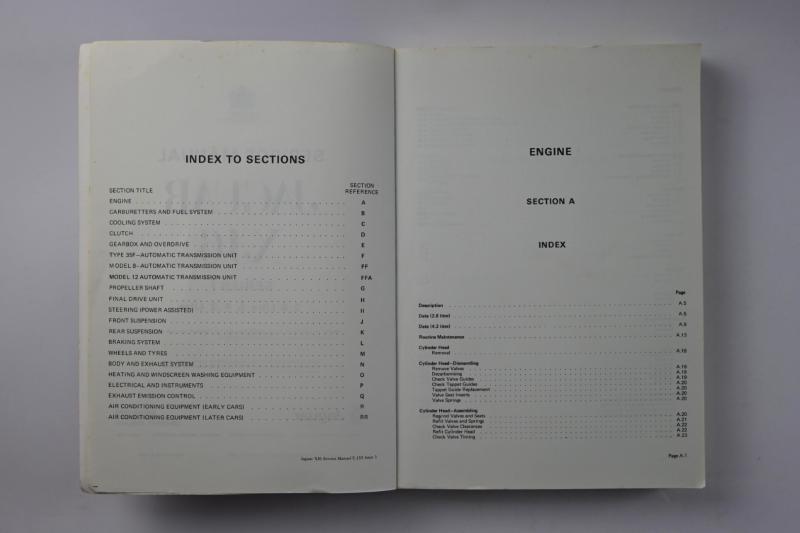 INDEX TO SECTIONS
SECTION TITLE SECTION REFERENCE
ENGINE A
CARBURETTERS AND FUEL SYSTEM B
COOLING SYSTEM C
CLUTCH D
GEARBOX AND OVERDRIVE E
TYPE 35F—AUTOMATIC TRANSMISSION UNIT F
MODEL 8—AUTOMATIC TRANSMISSION UNIT FF
MODEL 12 AUTOMATIC TRANSMISSION UNIT FFA
PROPELLER SHAFT G
FINAL DRIVE UNIT H
STEERING (POWER ASSISTED) II
FRONT SUSPENSION J
REAR SUSPENSION K
BRAKING SYSTEM L
WHEELS AND TYRES M
BODY AND EXHAUST SYSTEM N
HEATING AND WINDSCREEN WASHING EQUIPMENT O
ELECTRICAL AND INSTRUMENTS P
EXHAUST EMISSION CONTROL Q
AIR CONDITIONING EQUIPMENT (EARLY CARS) R
AIR CONDITIONING EQUIPMENT (LATER CARS) RR
Jaguar XJ6 Service Manual E.155 Issue 3
ENGINE
SECTION A
INDEX
Page
Description A.5
Data (2.8 litre) A.5
Data (4.2 litre) A.9
Routine Maintenance A.13
Cylinder Head
Removal A.18
Cylinder Head—Dismantling
Remove Valves A.19
Decarbonising A.19
Check Valve Guides A.19
Check Tappet Guides A.20
Tappet Guide Replacement A.20
Valve Seat Inserts A.20
Valve Springs A.20
Cylinder Head—Assembling
Regrind Valves and Seats A.20
Refit Valves and Springs A.21
Check Valve Clearances A.22
Refit Cylinder Head A.22
Check Valve Timing A.23
Page A.1